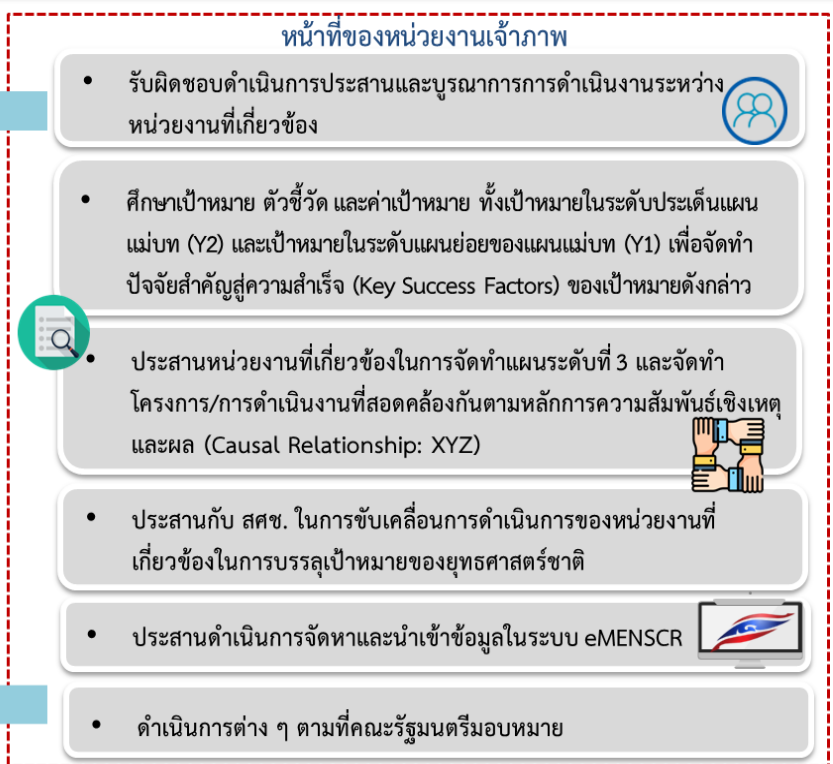 หน้าที่ของหน่วยงานเจ้าภาพ
• รับผิดชอบดำเนินการประสานและบูรณาการการดำเนินงานระหว่าง
หน่วยงานที่เกี่ยวข้อง
• ศึกษาเป้าหมาย ตัวชี้วัด และค่าเป้าหมาย ทั้งเป้าหมายในระดับประเด็นแผน
แม่บท (Y2) และเป้าหมายในระดับแผนย่อยของแผนแม่บท (Y1) เพื่อจัดทำ
ปัจจัยสำคัญสู่ความสำเร็จ (Key Success Factors) ของเป้าหมายดังกล่าว
• ประสานหน่วยงานที่เกี่ยวข้องในการจัดทำแผนระดับที่ 3 และจัดทำ
โครงการ/การดำเนินงานที่สอดคล้องกันตามหลักการความสัมพันธ์เชิงเหตุ
และผล (Causal Relationship: XYZ)
• ประสานกับ สศช. ในการขับเคลื่อนการดำเนินการของหน่วยงานที่
เกี่ยวข้องในการบรรลุเป้าหมายของยุทธศาสตร์ชาติ
• ประสานดำเนินการจัดหาและนำเข้าข้อมูลในระบบ eMENSCR
• ดำเนินการต่าง ๆ ตามที่คณะรัฐมนตรีมอบหมาย